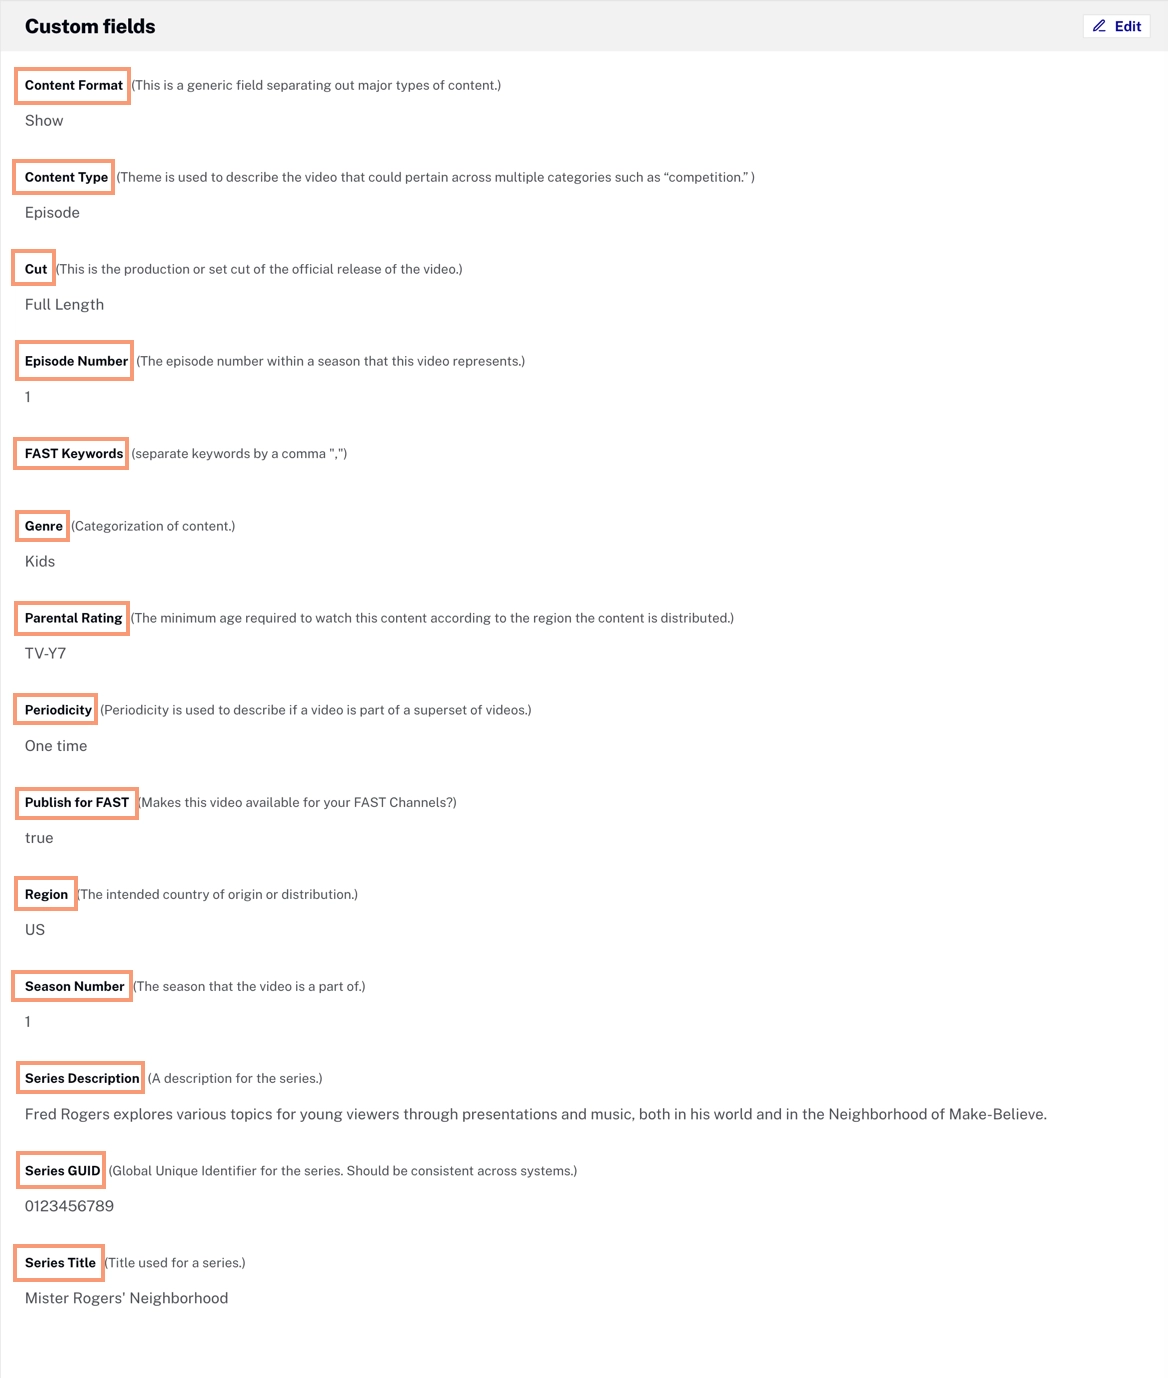 Custom fields
Edit
Content Format (This is a generic field separating out major types of content.)
Show
Content Type (Theme is used to describe the video that could pertain across multiple categories such as “competition.” )
Episode
Cut (This is the production or set cut of the official release of the video.)
Full Length
Episode Number (The episode number within a season that this video represents.)
1
FAST Keywords (separate keywords by a comma ",")
Genre (Categorization of content.)
Kids
Parental Rating (The minimum age required to watch this content according to the region the content is distributed.)
TV-Y7
Periodicity (Periodicity is used to describe if a video is part of a superset of videos.)
One time
Publish for FAST (Makes this video available for your FAST Channels?)
true
Region (The intended country of origin or distribution.)
US
Season Number (The season that the video is a part of.)
1
Series Description (A description for the series.)
Fred Rogers explores various topics for young viewers through presentations and music, both in his world and in the Neighborhood of Make-Believe.
Series GUID (Global Unique Identifier for the series. Should be consistent across systems.)
0123456789
Series Title (Title used for a series.)
Mister Rogers' Neighborhood